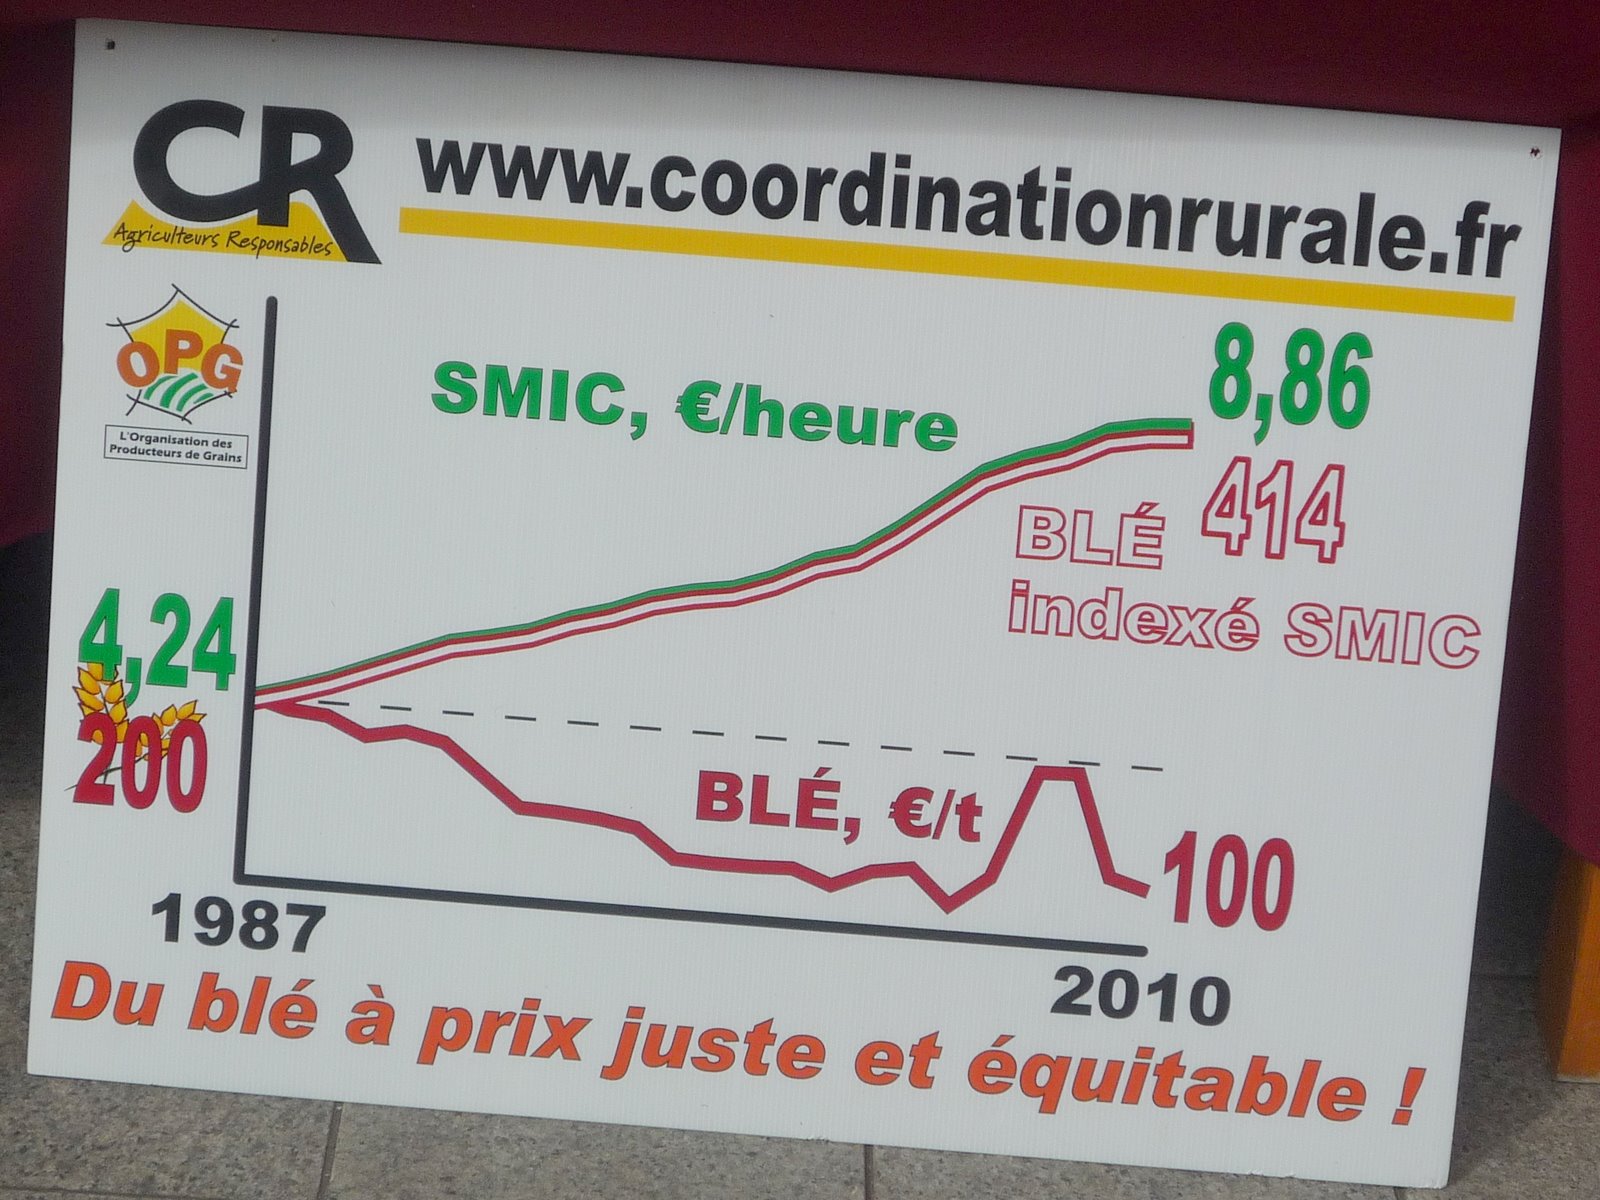 CR
Agriculteurs Responsables
www.coordinationrurale.fr
OPG
L'Organisation des
Producteurs de Grains
SMIC, €/heure
8,86
BLÉ 414
indexé SMIC
4,24
200
BLÉ, €/t
100
1987
2010
Du blé à prix juste et équitable !